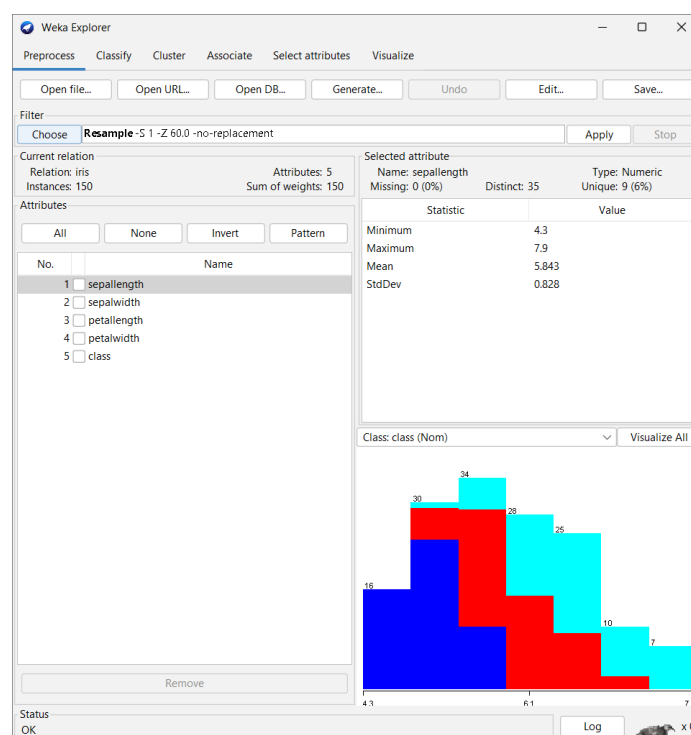 Weka Explorer
Preprocess Classify Cluster Associate Select attributes Visualize
Open file... Open URL... Open DB... Generate... Undo Edit... Save...
Filter
Choose Resample -S 1 -Z 60.0 -no-replacement Apply Stop
Current relation
Relation: iris Attributes: 5
Instances: 150 Sum of weights: 150
Selected attribute
Name: sepallength Type: Numeric
Missing: 0 (0%) Distinct: 35 Unique: 9 (6%)
Attributes
All None Invert Pattern
No. Name
1 sepallength
2 sepalwidth
3 petallength
4 petalwidth
5 class
Remove
Statistic Value
Minimum 4.3
Maximum 7.9
Mean 5.843
StdDev 0.828
Class: class (Nom) Visualize All
16 30 34 28 25 10 7
4.3 6.1 7
Status
OK
Log x